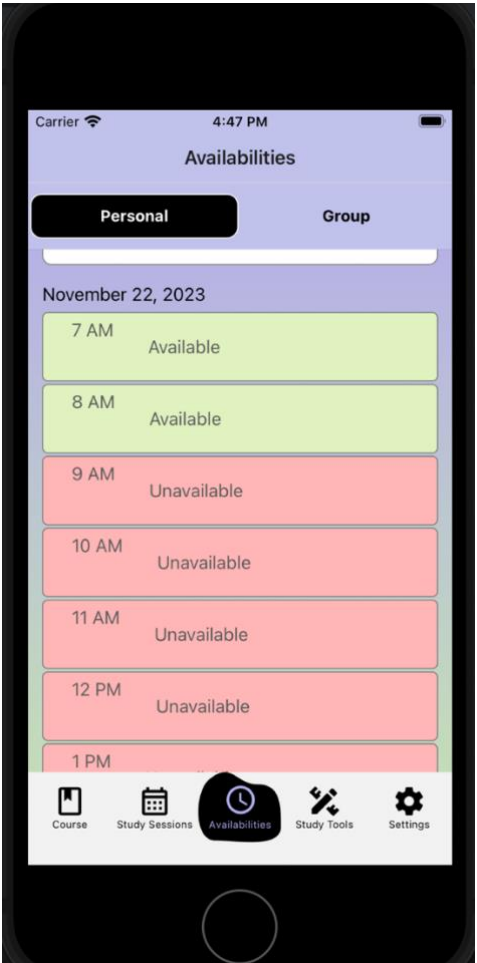 Carrier 4:47 PM
Availabilities
Personal Group
November 22, 2023
7 AM
Available
8 AM
Available
9 AM
Unavailable
10 AM
Unavailable
11 AM
Unavailable
12 PM
Unavailable
1 PM
Course Study Sessions Availabilities Study Tools Settings